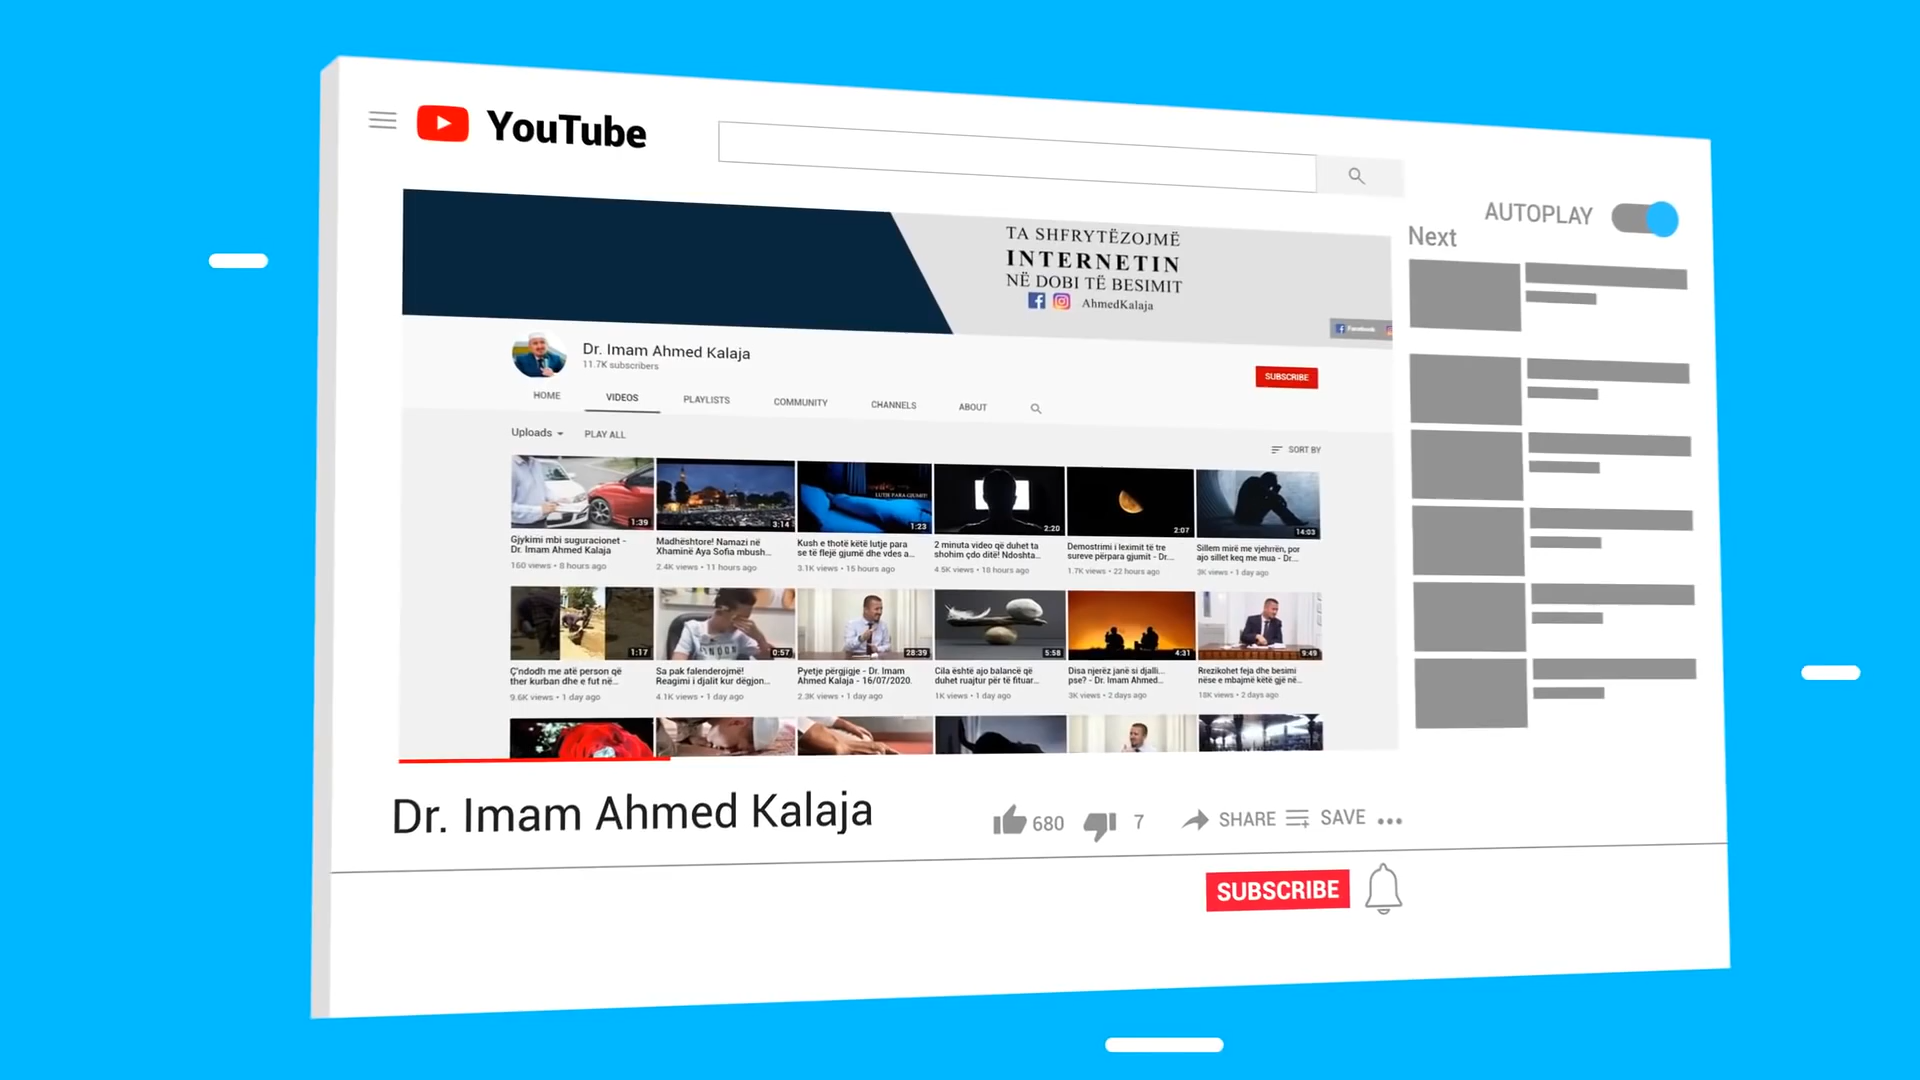 YouTube
AUTOPLAY
Next
TA SHFRYTËZOJMË
INTERNETIN
NË DOBI TË BESIMIT
AhmedKalaja
Facebook
Dr. Imam Ahmed Kalaja
11.7K subscribers
SUBSCRIBE
HOME VIDEOS PLAYLISTS COMMUNITY CHANNELS ABOUT
Uploads PLAY ALL SORT BY
LUTJE PARA GJUMIT!
1:39 3:14 1:23 2:20 2:07 14:03
Gjykimi mbi suguracionet -
Dr. Imam Ahmed Kalaja
160 views • 8 hours ago
Madhështore! Namazi në
Xhaminë Aya Sofia mbush...
2.4K views • 11 hours ago
Kush e thotë këtë lutje para
se të flejë gjumë dhe vdes a...
3.1K views • 15 hours ago
2 minuta video që duhet ta
shohim çdo ditë! Ndoshta...
4.5K views • 18 hours ago
Demostrimi i leximit të tre
sureve përpara gjumit - Dr....
1.7K views • 22 hours ago
Sillem mirë me vjehrrën, por
ajo sillet keq me mua - Dr...
3K views • 1 day ago
1:17 0:57 28:39 5:58 4:31 9:49
Ç'ndodh me atë person që
ther kurban dhe e fut në...
9.6K views • 1 day ago
Sa pak falenderojmë!
Reagimi i djalit kur dëgjon...
4.1K views • 1 day ago
Pyetje përgjigje - Dr. Imam
Ahmed Kalaja - 16/07/2020.
2.3K views • 1 day ago
Cila është ajo balancë që
duhet ruajtur për të fituar...
1K views • 1 day ago
Disa njerëz janë si djalli...
pse? - Dr. Imam Ahmed...
3K views • 2 days ago
Rrezikohet feja dhe besimi
nëse e mbajmë këtë gjë në...
18K views • 2 days ago
Dr. Imam Ahmed Kalaja
680 7 SHARE SAVE
SUBSCRIBE